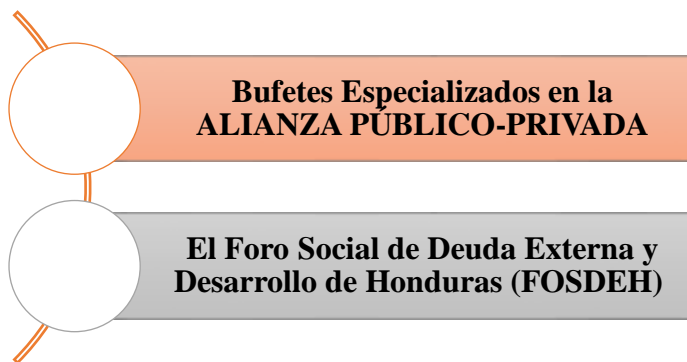 Bufetes Especializados en la
ALIANZA PÚBLICO-PRIVADA
El Foro Social de Deuda Externa y
Desarrollo de Honduras (FOSDEH)